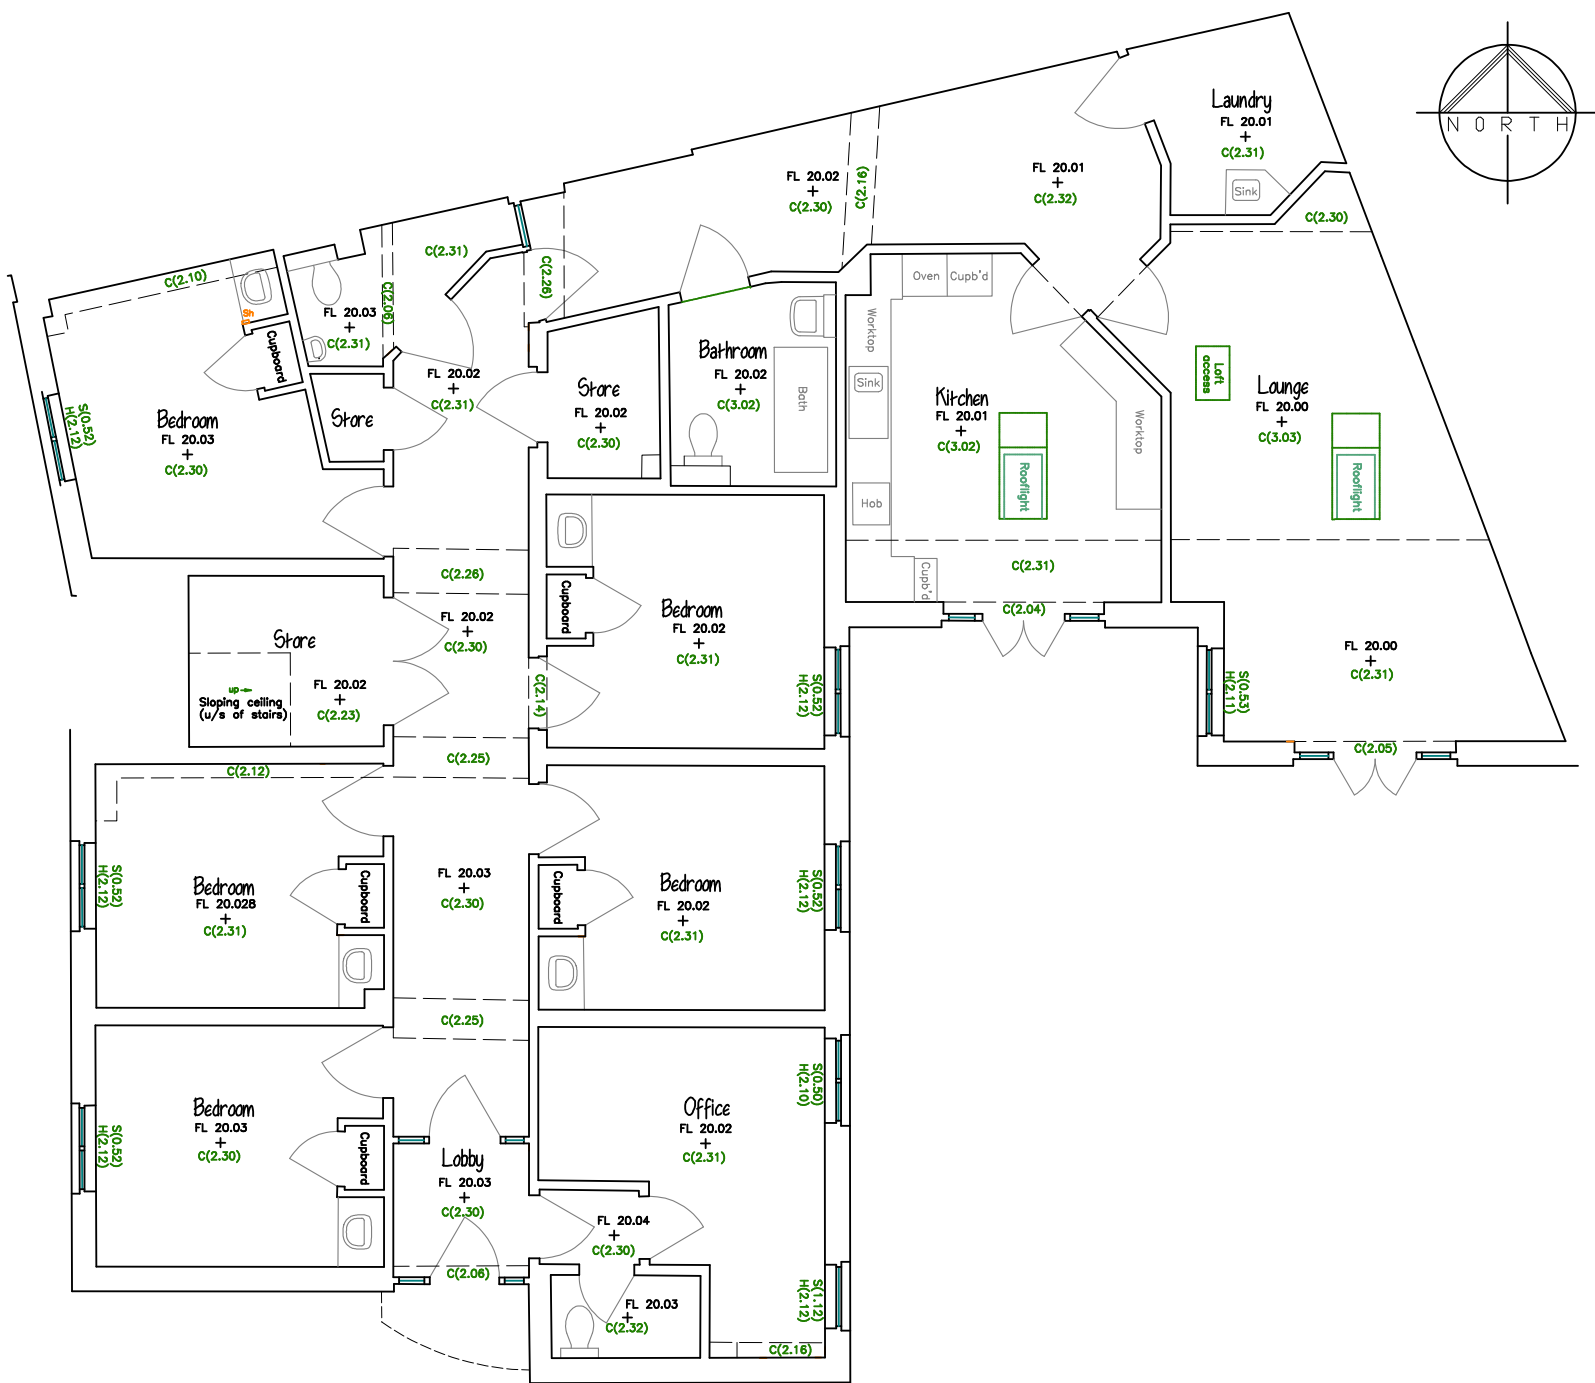 Laundry
FL 20.01
C(2.31)
Sink
N O R T H
FL 20.02
C(2.30)
C(2.16)
FL 20.01
C(2.32)
C(2.30)
C(2.31)
C(2.26)
C(2.10)
Sh
C(2.06)
FL 20.03
C(2.31)
Cupboard
Oven
Cupb'd
Worktop
Sink
Hob
Cupb'd
Worktop
Kitchen
FL 20.01
C(3.02)
Rooflight
C(2.31)
C(2.04)
Bathroom
FL 20.02
C(3.02)
Bath
Loft
access
Lounge
FL 20.00
C(3.03)
Rooflight
FL 20.02
C(2.31)
Store
Store
FL 20.02
C(2.30)
Bedroom
FL 20.03
C(2.30)
S(0.52)
H(2.12)
C(2.26)
FL 20.02
C(2.30)
C(2.14)
Cupboard
Bedroom
FL 20.02
C(2.31)
S(0.52)
H(2.12)
Store
FL 20.02
C(2.23)
up
Sloping ceiling
(u/s of stairs)
FL 20.00
C(2.31)
S(0.53)
H(2.11)
C(2.05)
C(2.25)
C(2.12)
Bedroom
FL 20.028
C(2.31)
S(0.52)
H(2.12)
Cupboard
FL 20.03
C(2.30)
Cupboard
Bedroom
FL 20.02
C(2.31)
S(0.52)
H(2.12)
C(2.25)
Bedroom
FL 20.03
C(2.30)
S(0.52)
H(2.12)
Cupboard
Lobby
FL 20.03
C(2.30)
C(2.06)
Office
FL 20.02
C(2.31)
S(0.50)
H(2.10)
FL 20.04
C(2.30)
FL 20.03
C(2.32)
S(1.12)
H(2.12)
C(2.16)